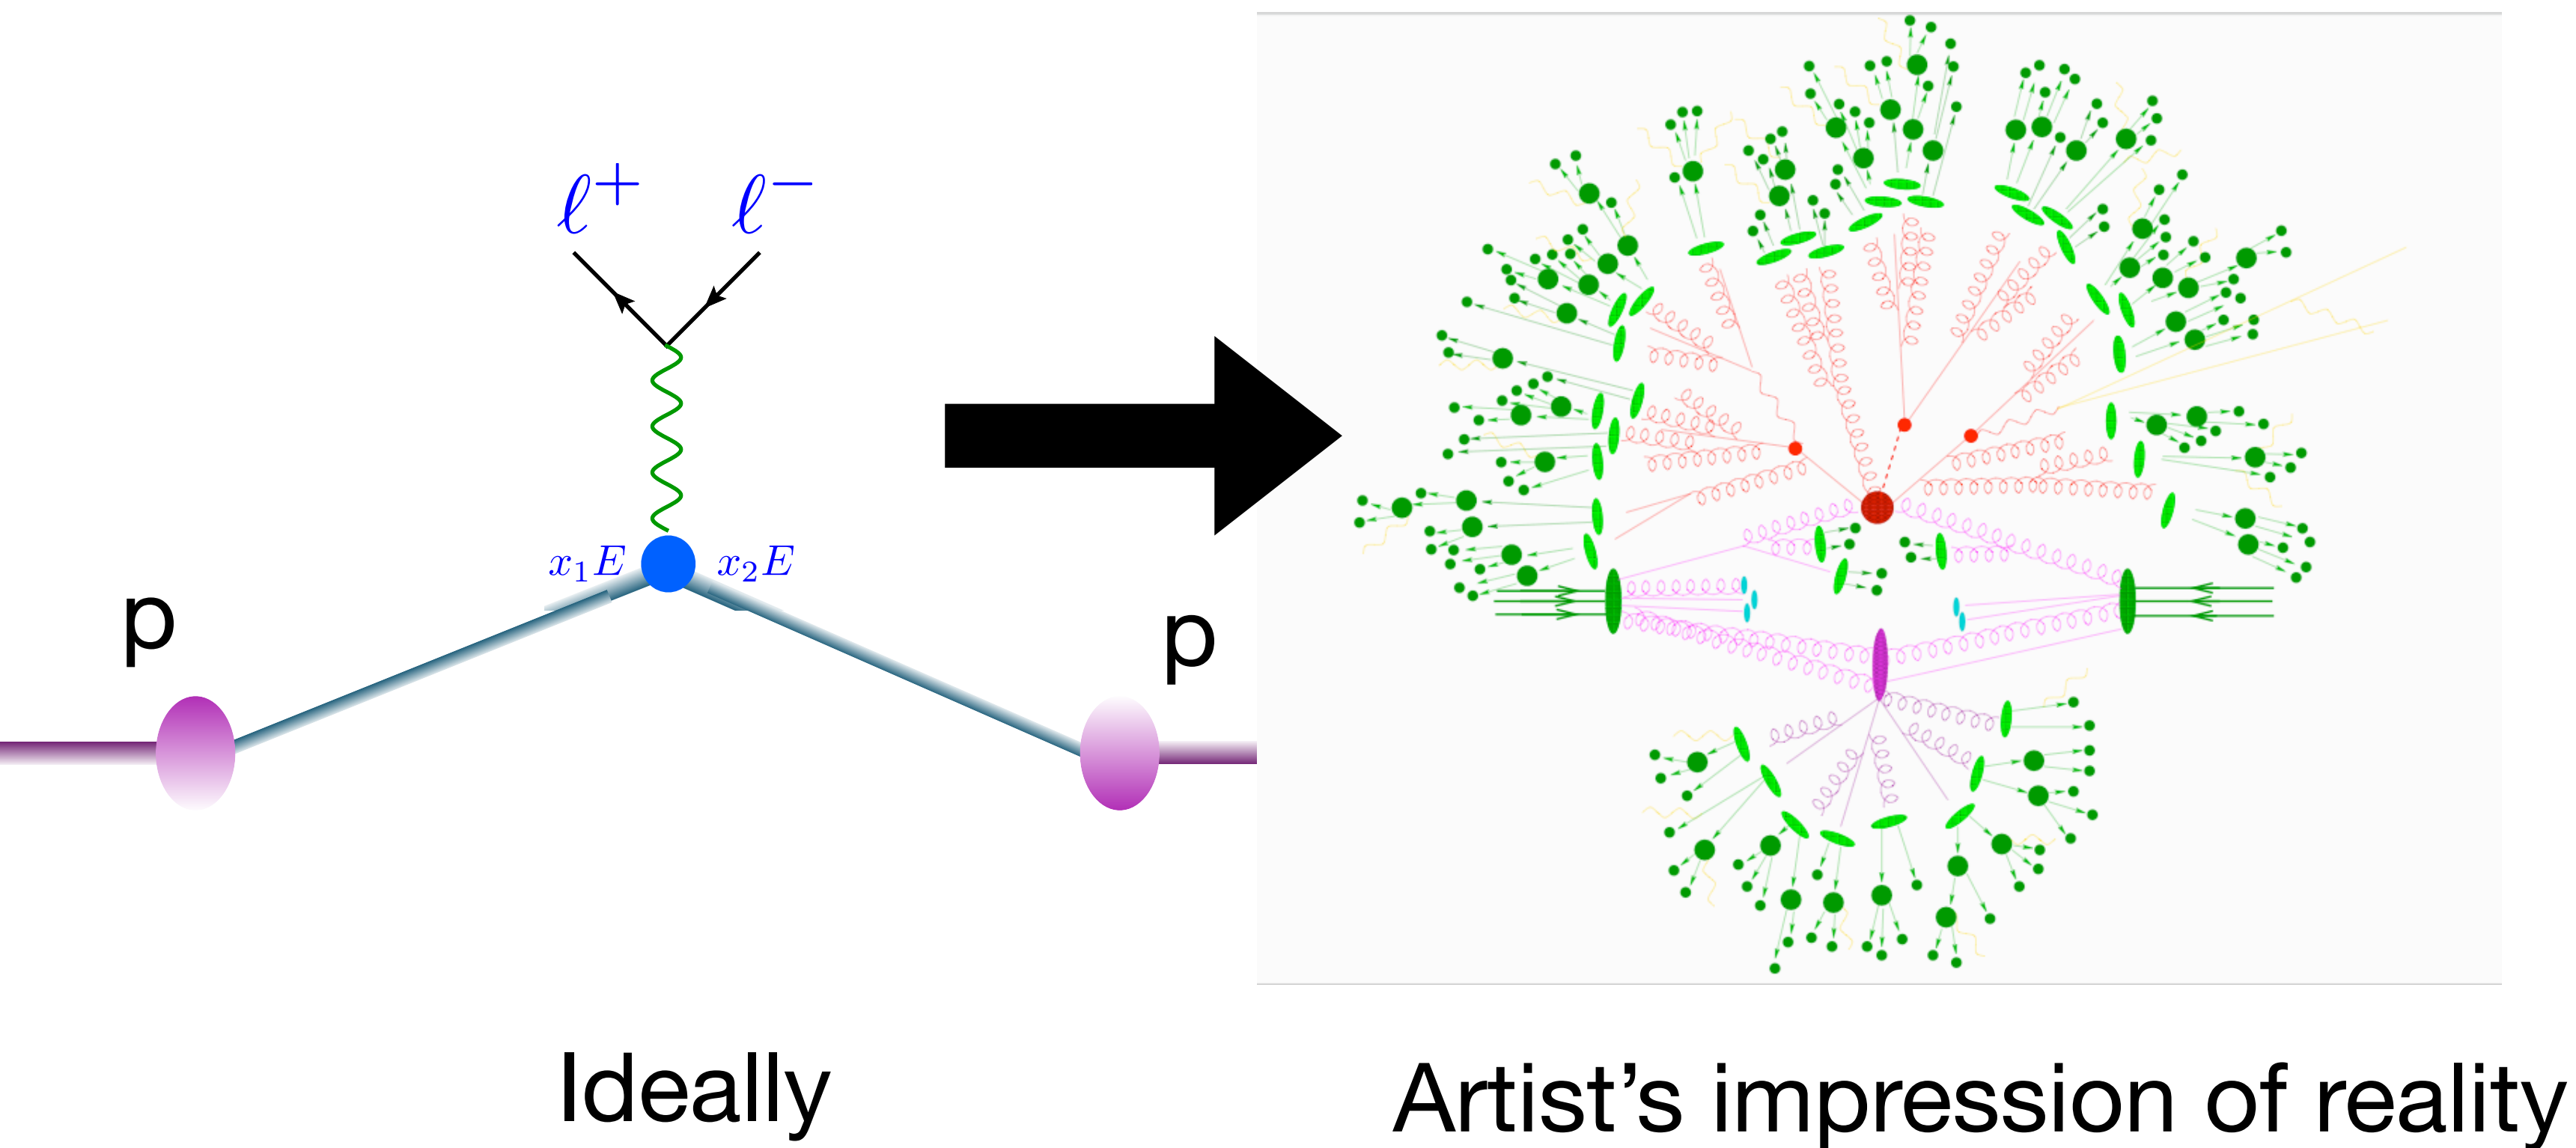 ℓ⁺ ℓ⁻
x₁E x₂E
p
p
Ideally
Artist’s impression of reality